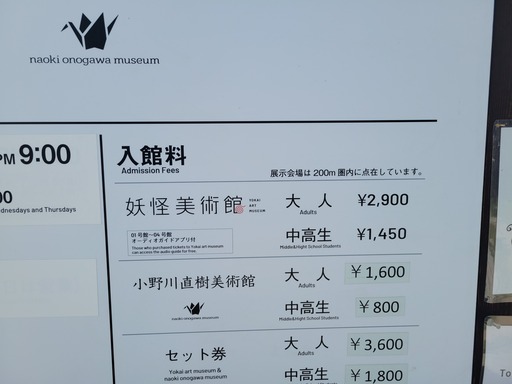 naoki onogawa museum
PM 9:00
00
dnesdays and Thursdays
入館料
Admission Fees
展示会場は200m圏内に点在しています。
妖怪美術館
YOKAI
ART
MUSEUM
大人
Adults
¥2,900
01号館〜04号館
オーディオガイドアプリ付
Those who purchased tickets to Yokai art museum
can access the audio guide for free.
中高生
Middle&Hight School Students
¥1,450
小野川直樹美術館
naoki onogawa museum
大人
Adults
¥1,600
中高生
Middle&Hight School Students
¥800
セット券
Yokai art museum &
naoki onogawa museum
大人
Adults
¥3,600
中高生
¥1,800
To